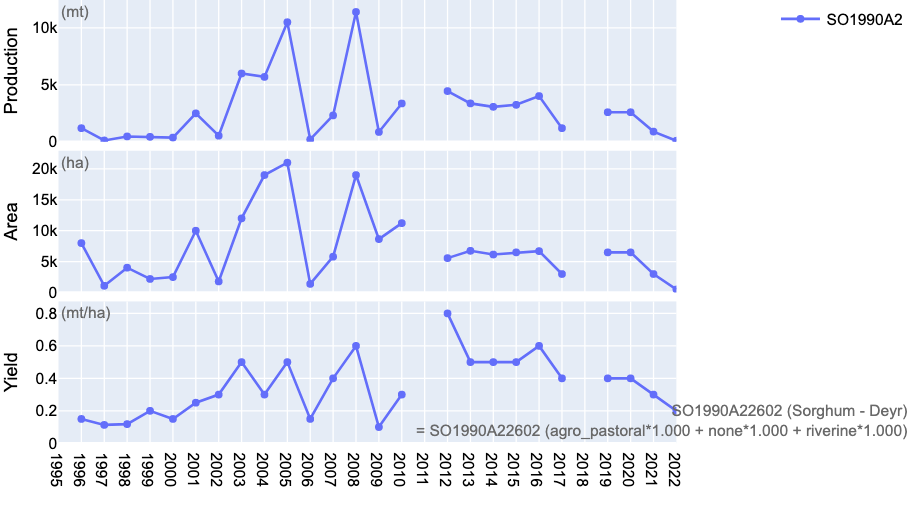 (mt)
SO1990A2
Production
10k
5k
0
(ha)
Area
20k
15k
10k
5k
0
(mt/ha)
Yield
0.8
0.6
0.4
0.2
0
SO1990A22602 (Sorghum - Deyr)
= SO1990A22602 (agro_pastoral*1.000 + none*1.000 + riverine*1.000)
1995 1996 1997 1998 1999 2000 2001 2002 2003 2004 2005 2006 2007 2008 2009 2010 2011 2012 2013 2014 2015 2016 2017 2018 2019 2020 2021 2022